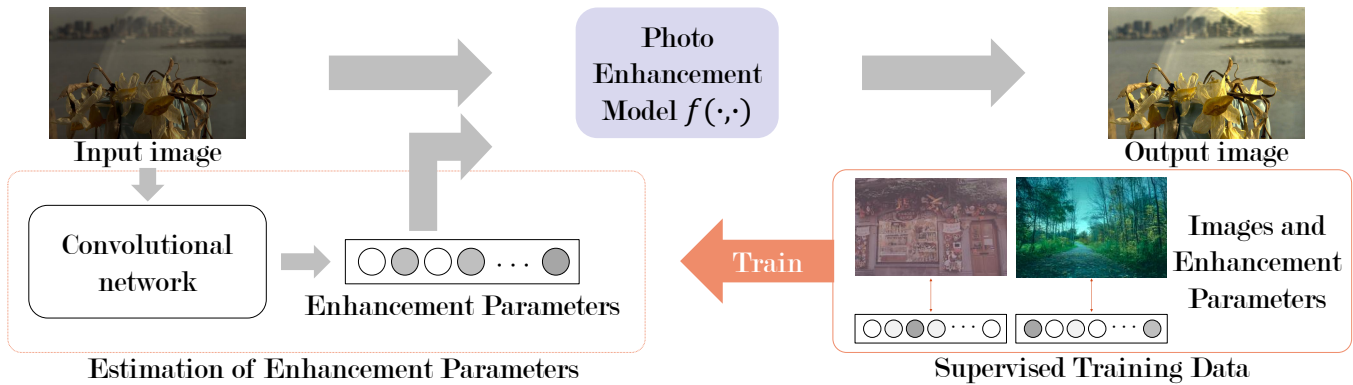 Photo
Enhancement
Model f(·,·)
Input image
Output image
Convolutional
network
· · ·
Enhancement Parameters
Estimation of Enhancement Parameters
Train
Images and
Enhancement
Parameters
· · ·
· · ·
Supervised Training Data